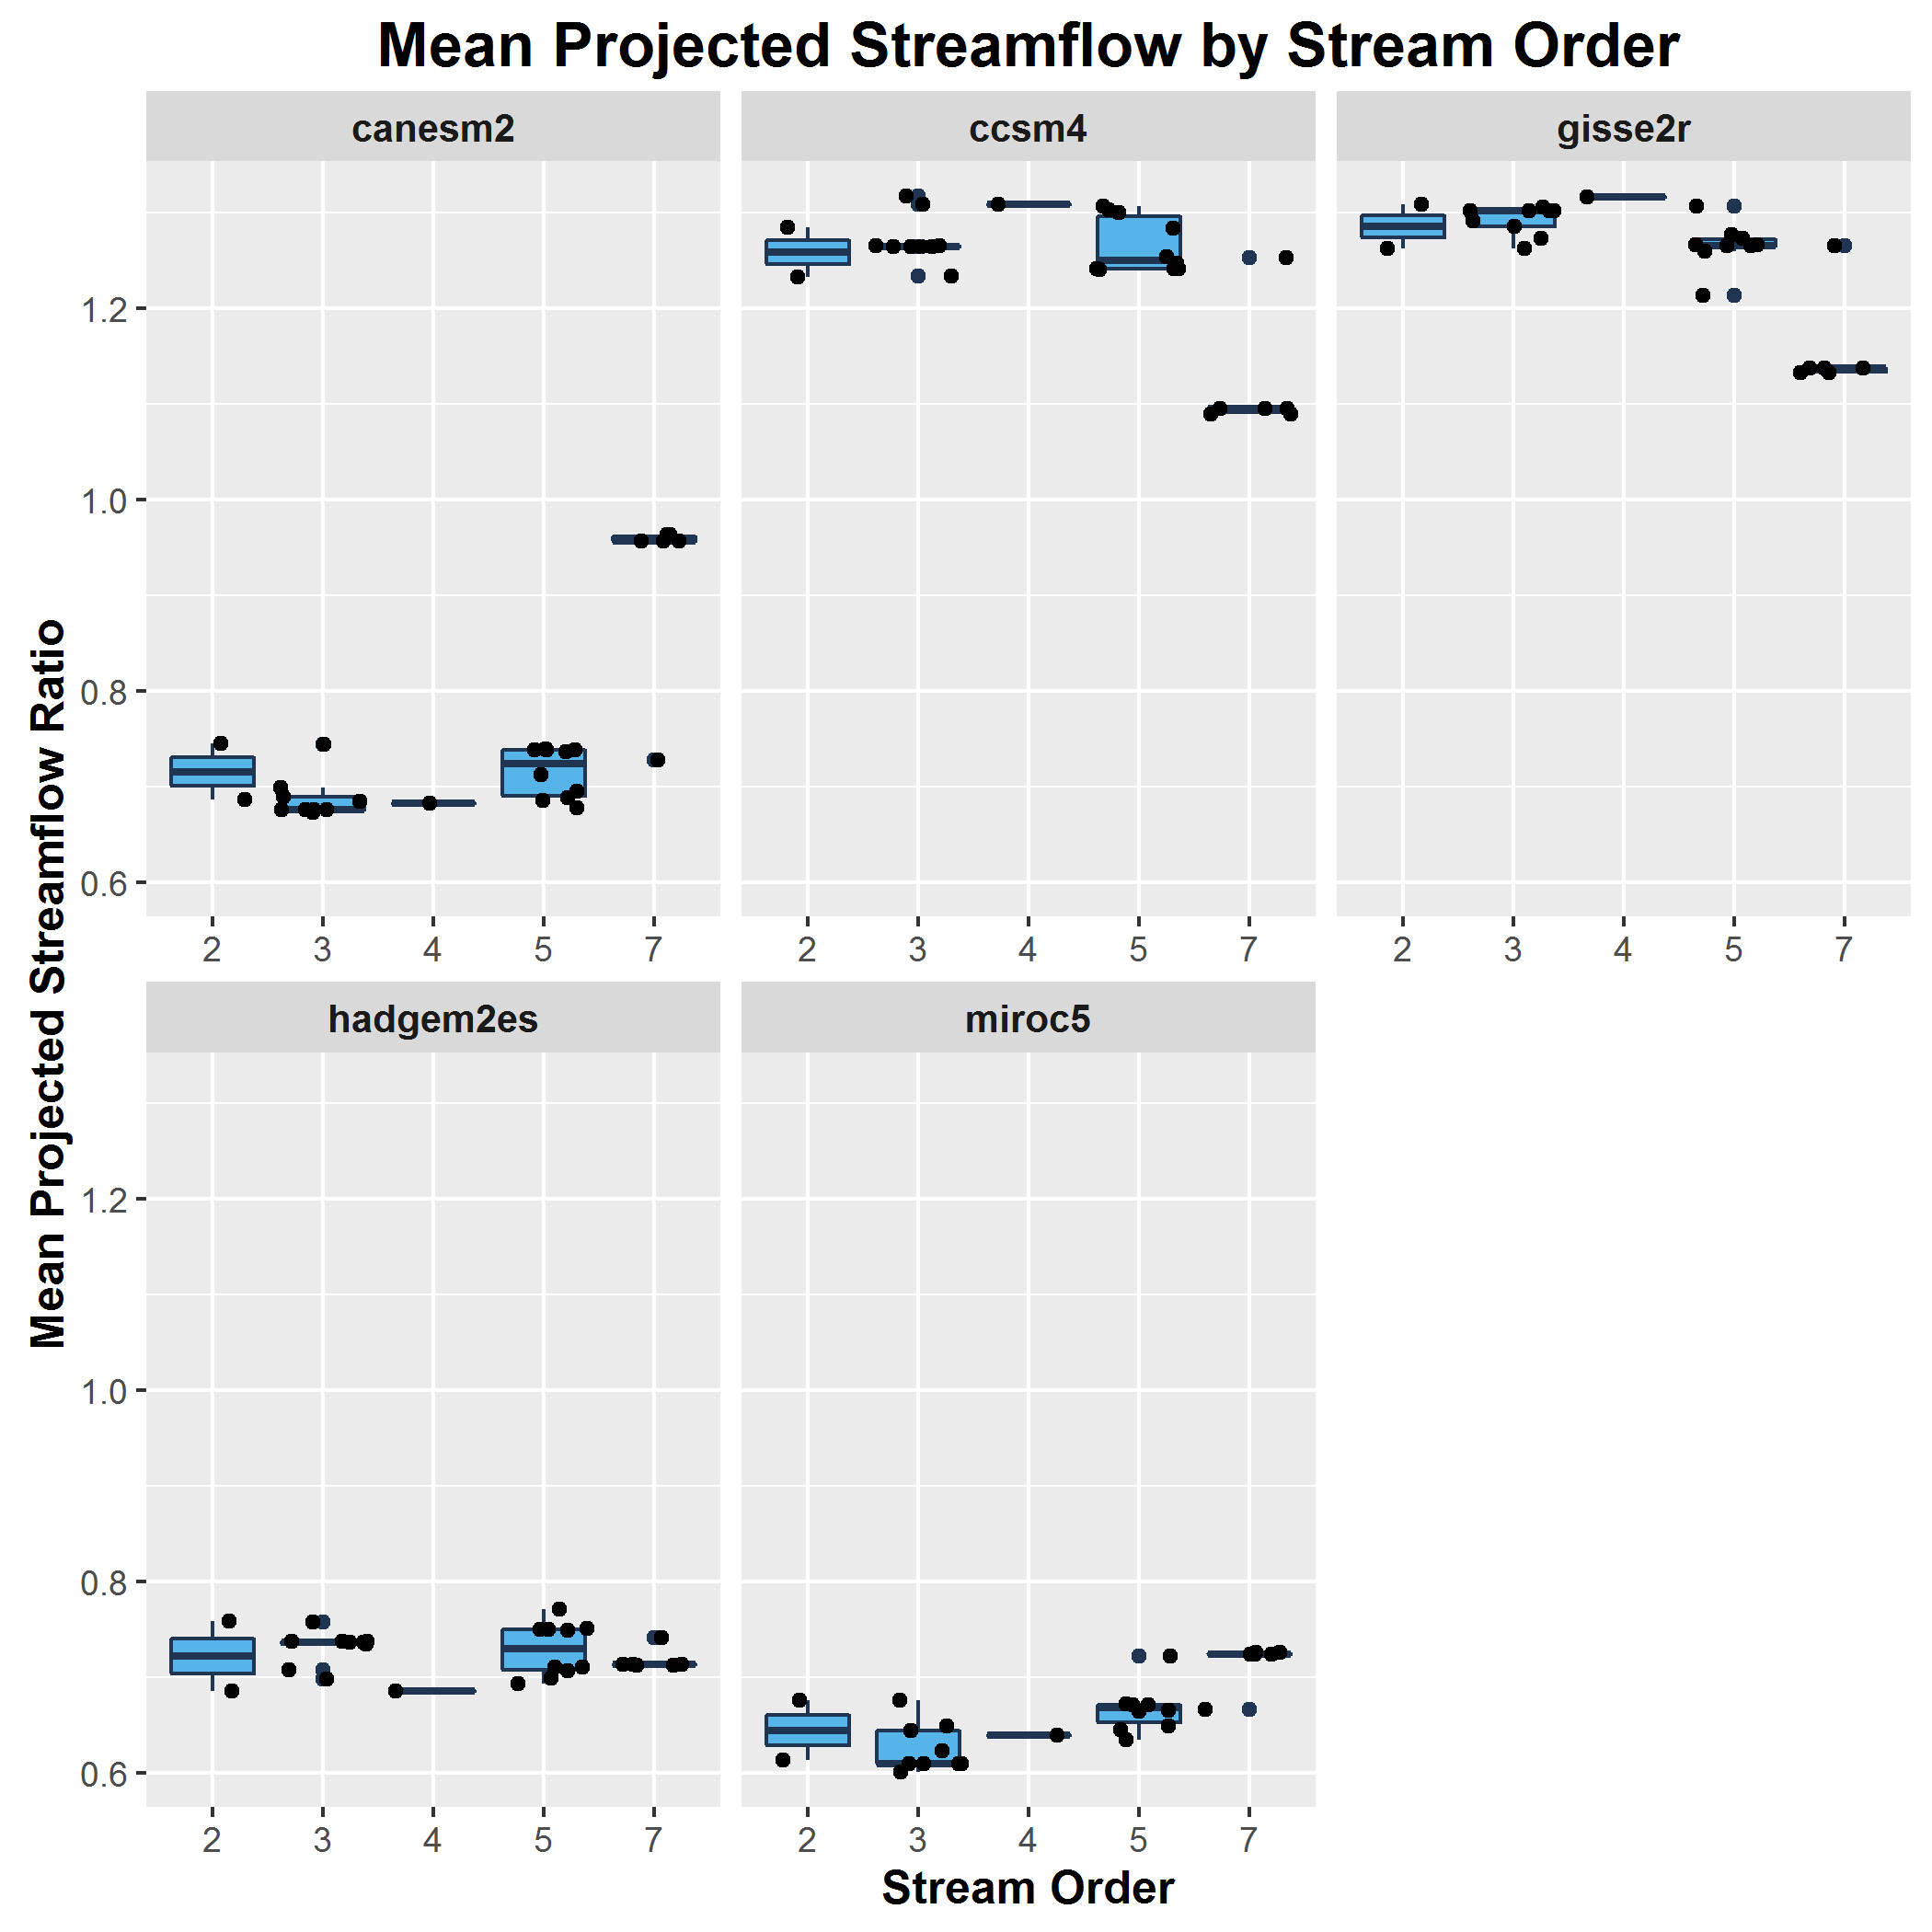 Mean Projected Streamflow by Stream Order
canesm2 ccsm4 gisse2r
1.2
1.0
0.8
0.6
2 3 4 5 7 2 3 4 5 7 2 3 4 5 7
Mean Projected Streamflow Ratio
hadgem2es miroc5
1.2
1.0
0.8
0.6
2 3 4 5 7 2 3 4 5 7
Stream Order